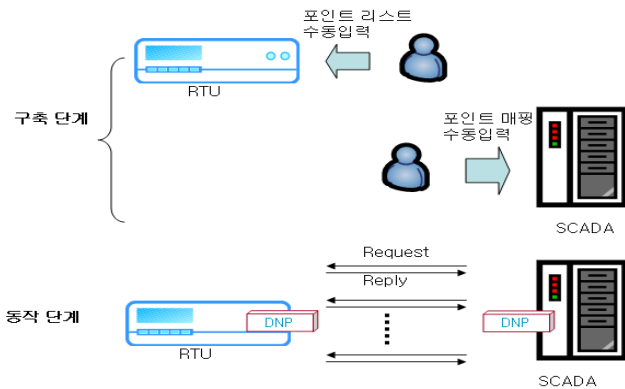 포인트 리스트
수동입력
RTU
구축 단계
포인트 매핑
수동입력
SCADA
Request
Reply
동작 단계
DNP
DNP
RTU
SCADA